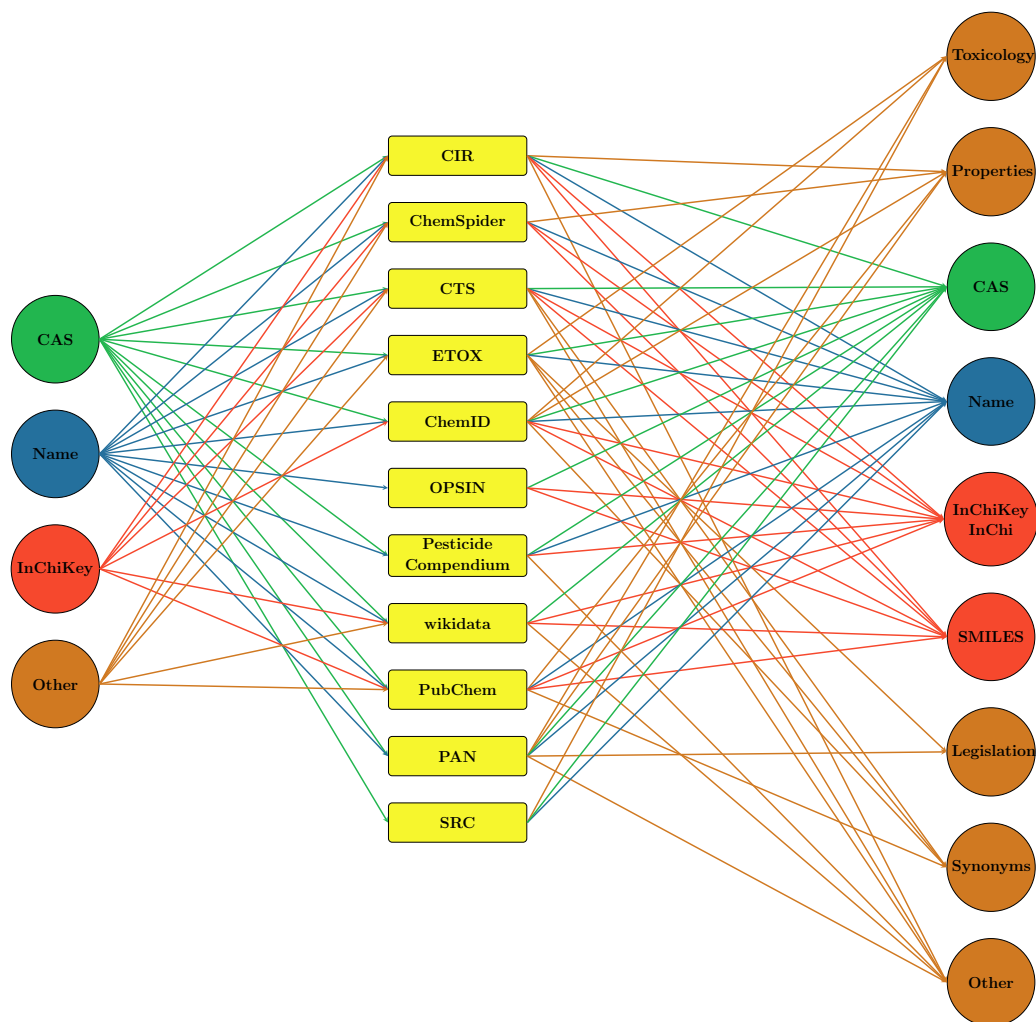 CAS
Name
InChiKey
Other
CIR
ChemSpider
CTS
ETOX
ChemID
OPSIN
Pesticide
Compendium
wikidata
PubChem
PAN
SRC
Toxicology
Properties
CAS
Name
InChiKey
InChi
SMILES
Legislation
Synonyms
Other